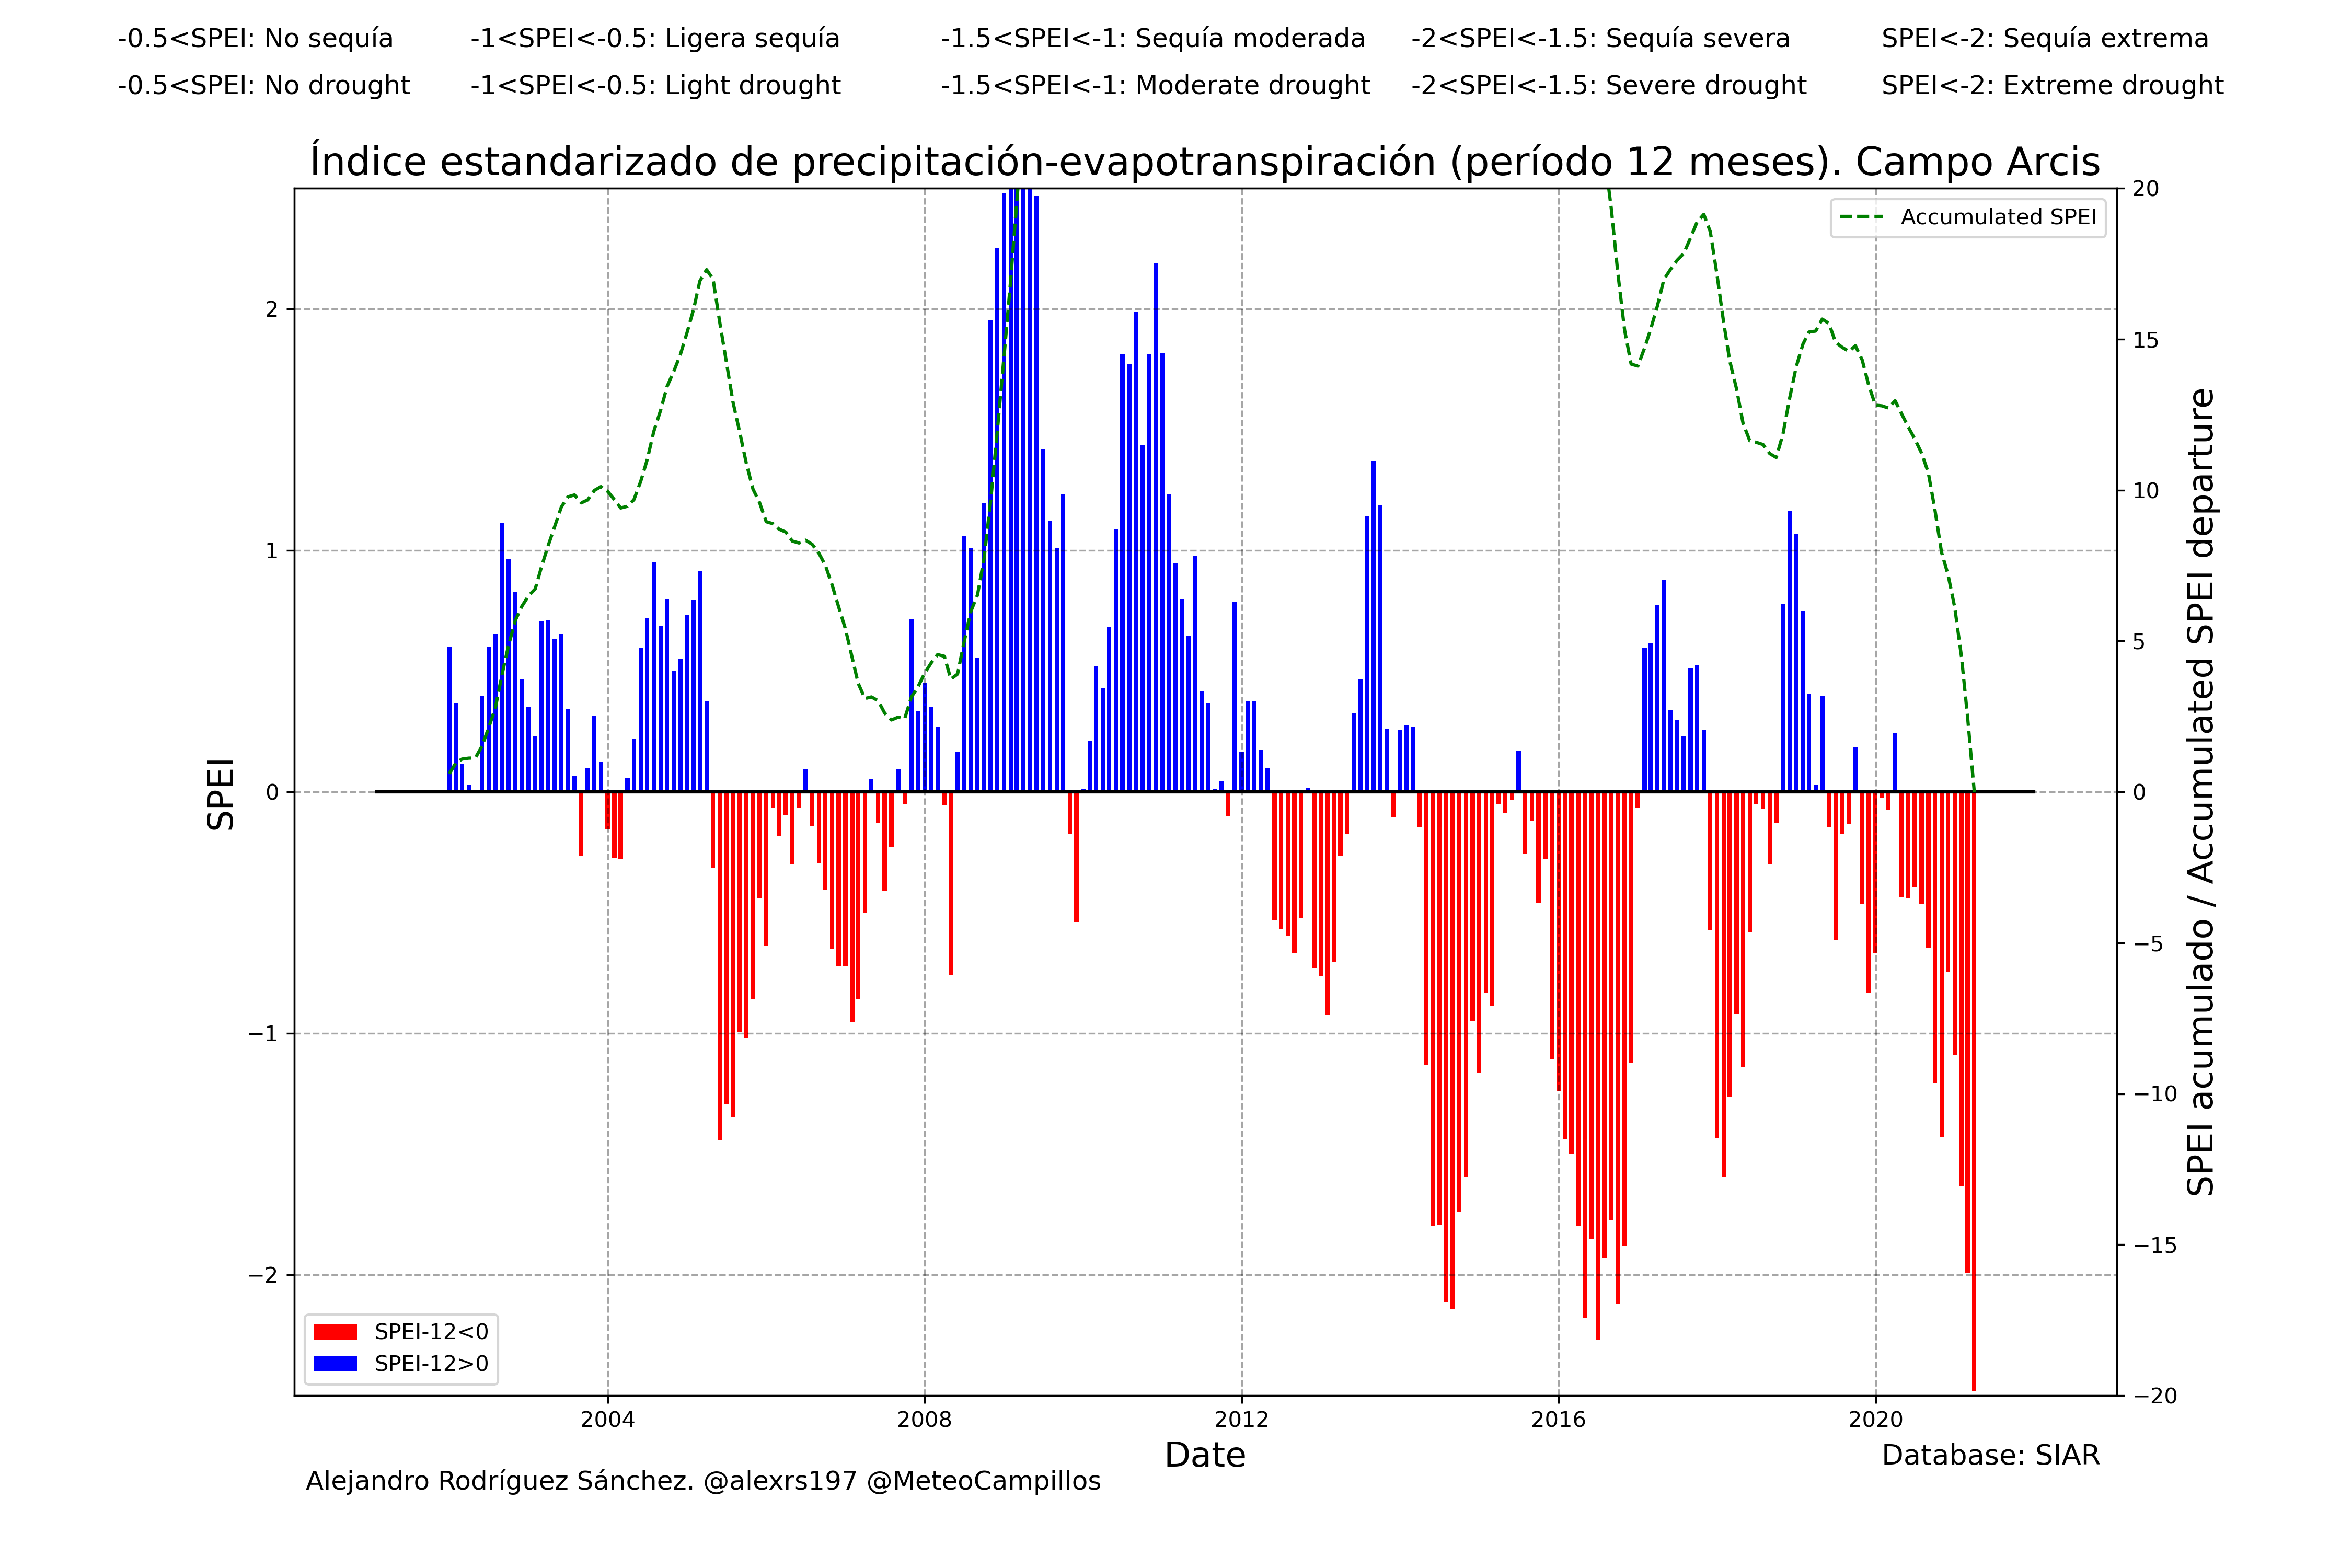 -0.5<SPEI: No sequía -1<SPEI<-0.5: Ligera sequía -1.5<SPEI<-1: Sequía moderada -2<SPEI<-1.5: Sequía severa SPEI<-2: Sequía extrema
-0.5<SPEI: No drought -1<SPEI<-0.5: Light drought -1.5<SPEI<-1: Moderate drought -2<SPEI<-1.5: Severe drought SPEI<-2: Extreme drought
Índice estandarizado de precipitación-evapotranspiración (período 12 meses). Campo Arcis
Accumulated SPEI
2
1
0
−1
−2
SPEI
20
15
10
5
0
−5
−10
−15
−20
SPEI acumulado / Accumulated SPEI departure
SPEI-12<0
SPEI-12>0
2004 2008 2012 2016 2020
Date
Database: SIAR
Alejandro Rodríguez Sánchez. @alexrs197 @MeteoCampillos